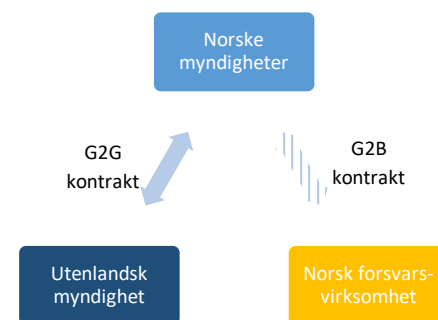 Norske
myndigheter
G2G
kontrakt
G2B
kontrakt
Utenlandsk
myndighet
Norsk forsvars-
virksomhet